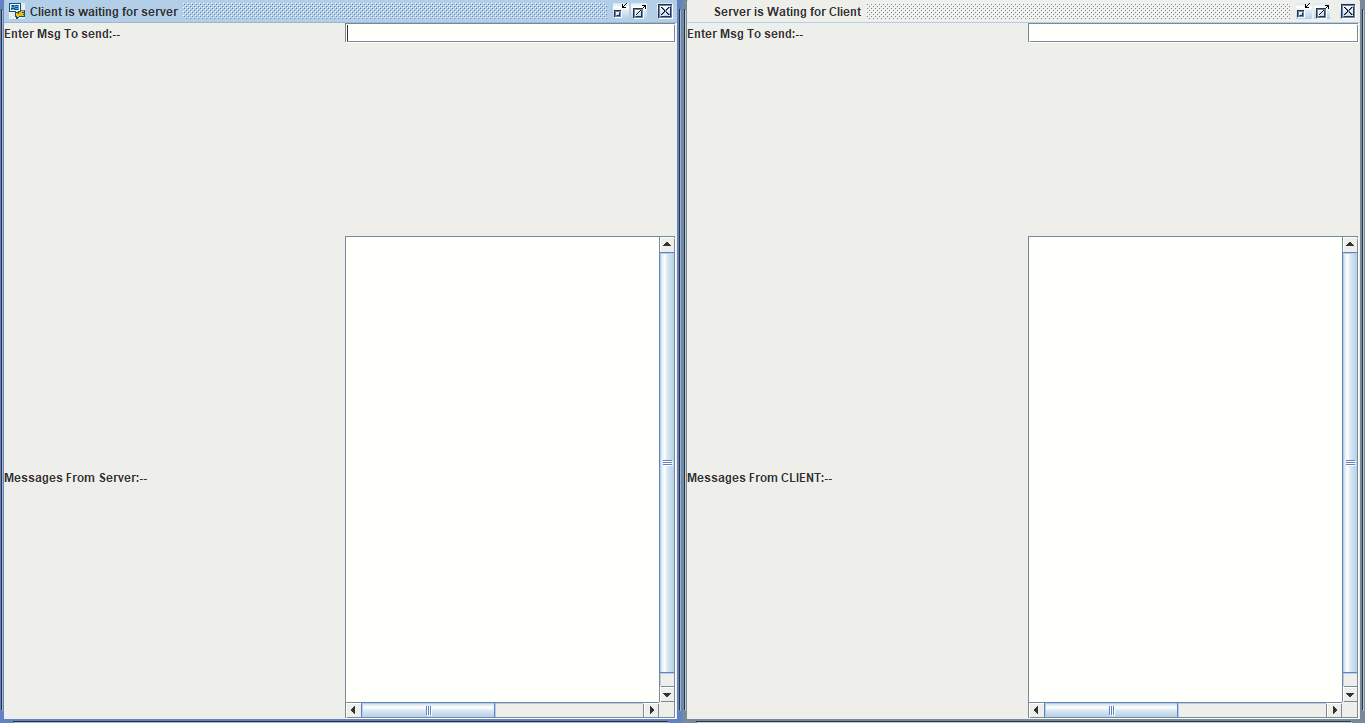 Client is waiting for server
Enter Msg To send:--
Messages From Server:--
Server is Wating for Client
Enter Msg To send:--
Messages From CLIENT:--